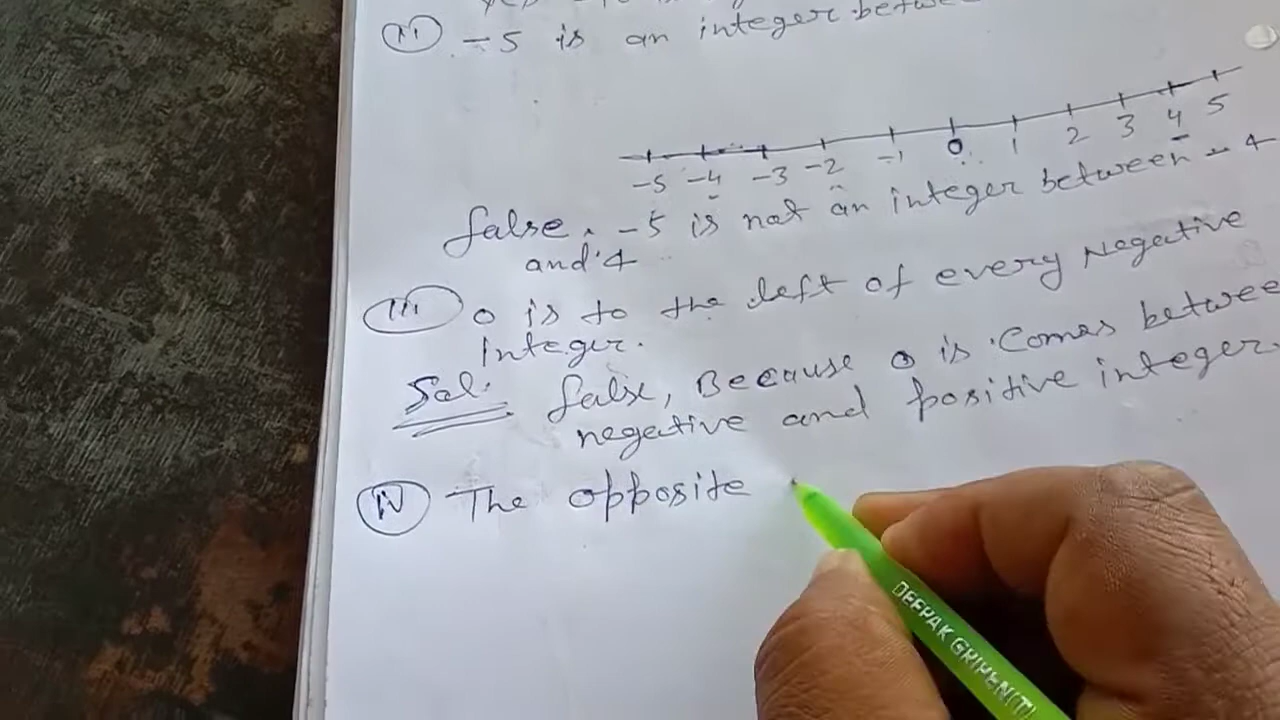 (ii) -5 is an integer between
-5 -4 -3 -2 -1 0 1 2 3 4 5
false. -5 is not an integer between -4
and 4
(iii) 0 is to the left of every Negative
integer.
Sol. false, Because 0 is comes betwee
negative and positive integer.
(iv) The opposite
DEEPAK GRIPEN(T)